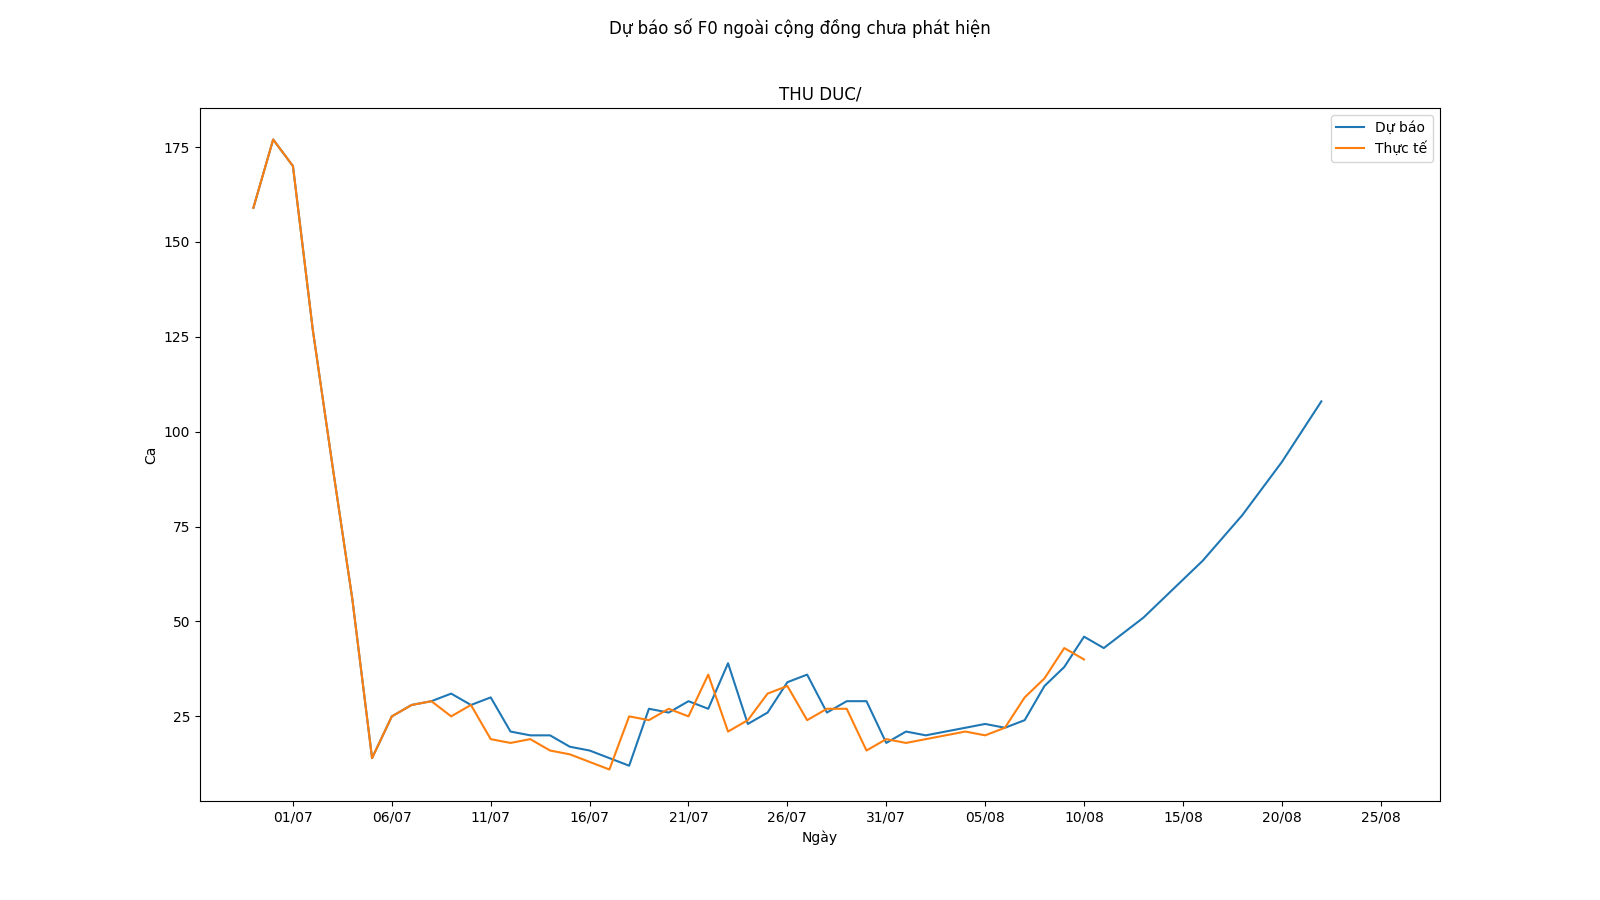 Dự báo số F0 ngoài cộng đồng chưa phát hiện
THU DUC/
Dự báo
Thực tế
175
150
125
100
75
50
25
Ca
01/07 06/07 11/07 16/07 21/07 26/07 31/07 05/08 10/08 15/08 20/08 25/08
Ngày